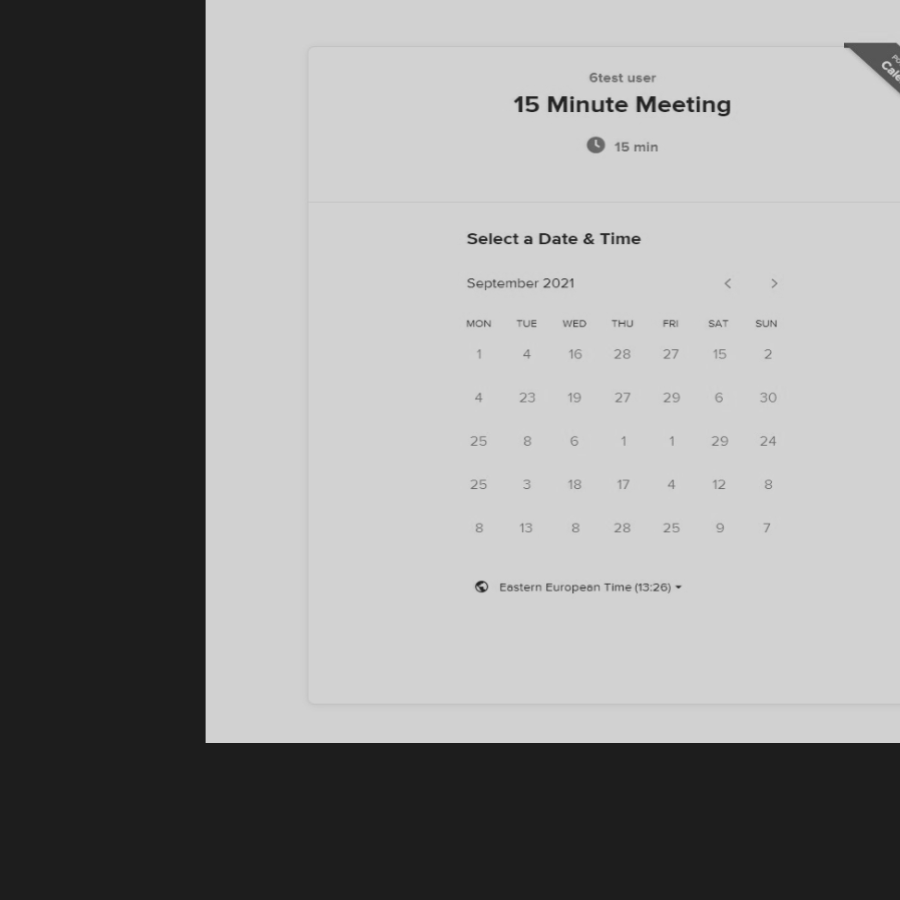 6test user
15 Minute Meeting
15 min
Select a Date & Time
September 2021
MON TUE WED THU FRI SAT SUN
1 4 16 28 27 15 2
4 23 19 27 29 6 30
25 8 6 1 1 29 24
25 3 18 17 4 12 8
8 13 8 28 25 9 7
Eastern European Time (13:26)